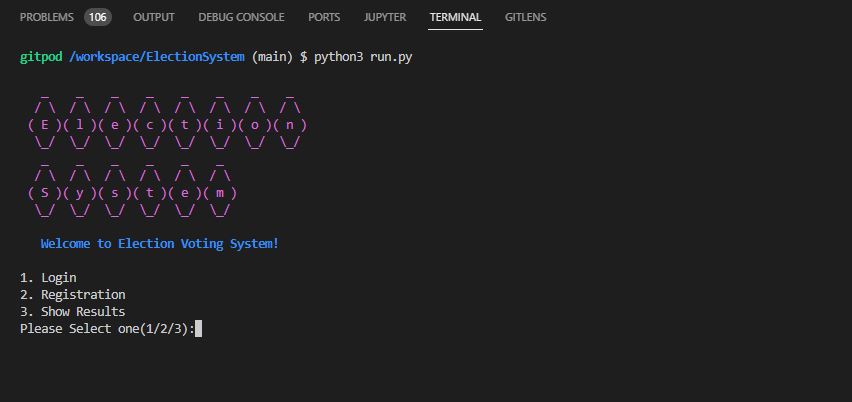 PROBLEMS 106 OUTPUT DEBUG CONSOLE PORTS JUPYTER TERMINAL GITLENS
gitpod /workspace/ElectionSystem (main) $ python3 run.py
   _   _   _   _   _   _   _   _
  / \ / \ / \ / \ / \ / \ / \ / \
 ( E )( l )( e )( c )( t )( i )( o )( n )
  \_/ \_/ \_/ \_/ \_/ \_/ \_/ \_/
   _   _   _   _   _   _
  / \ / \ / \ / \ / \ / \
 ( S )( y )( s )( t )( e )( m )
  \_/ \_/ \_/ \_/ \_/ \_/
Welcome to Election Voting System!
1. Login
2. Registration
3. Show Results
Please Select one(1/2/3):